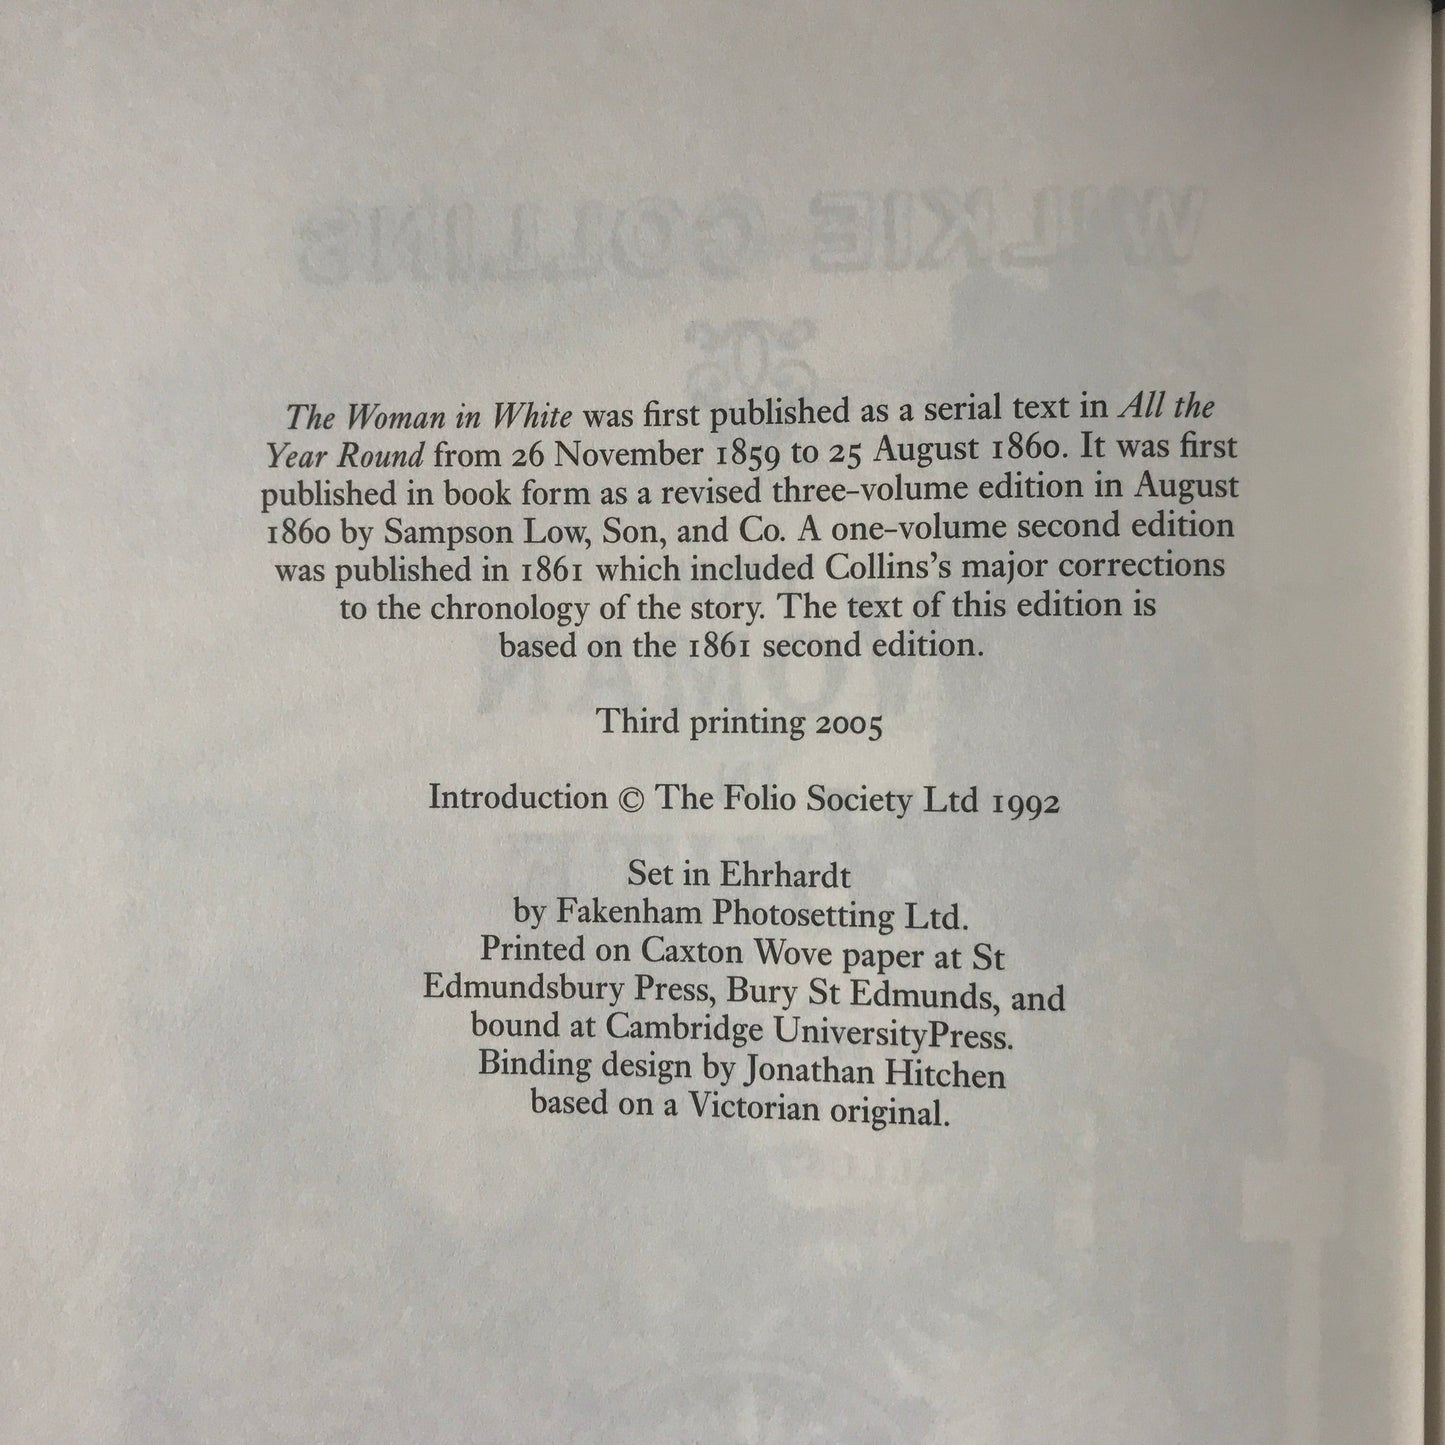 WILKIE COLLINS
The Woman in White was first published as a serial text in All the
Year Round from 26 November 1859 to 25 August 1860. It was first
published in book form as a revised three-volume edition in August
1860 by Sampson Low, Son, and Co. A one-volume second edition
was published in 1861 which included Collins's major corrections
to the chronology of the story. The text of this edition is
based on the 1861 second edition.
WOMAN
Third printing 2005
IN
Introduction © The Folio Society Ltd 1992
Set in Ehrhardt
by Fakenham Photosetting Ltd.
Printed on Caxton Wove paper at St
Edmundsbury Press, Bury St Edmunds, and
bound at Cambridge UniversityPress.
Binding design by Jonathan Hitchen
based on a Victorian original.